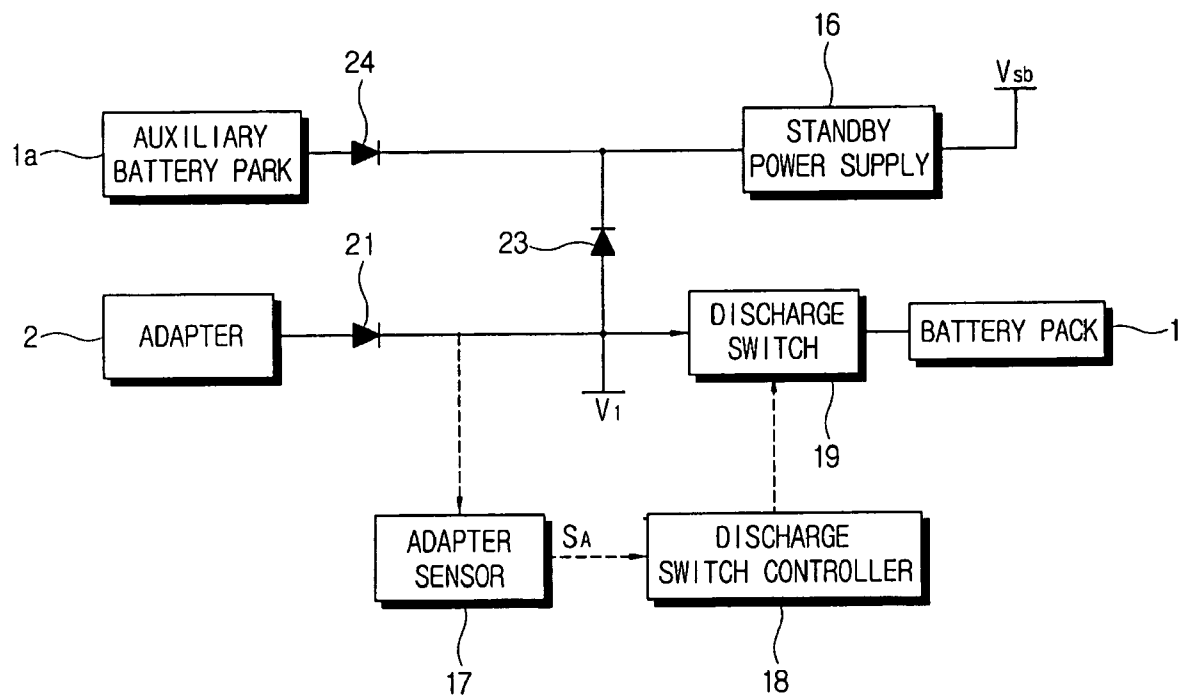 16
24
Vsb
1a
AUXILIARY
BATTERY PARK
STANDBY
POWER SUPPLY
23
21
2
ADAPTER
DISCHARGE
SWITCH
BATTERY PACK
1
V1
19
ADAPTER
SENSOR
SA
DISCHARGE
SWITCH CONTROLLER
17
18